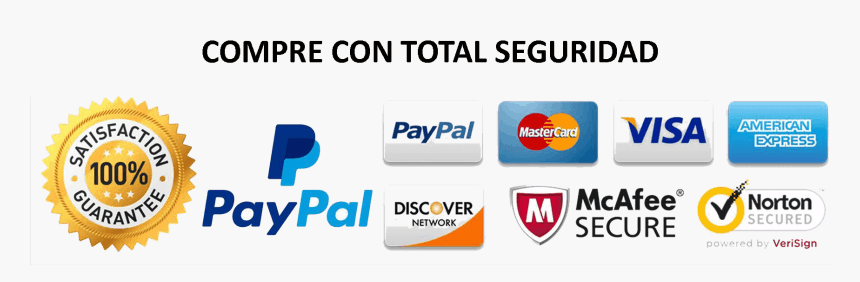 COMPRE CON TOTAL SEGURIDAD
SATISFACTION
100%
GUARANTEE
PayPal
PayPal
MasterCard
VISA
AMERICAN
EXPRESS
DISCOVER
NETWORK
M
McAfee®
SECURE
Norton
SECURED
powered by VeriSign